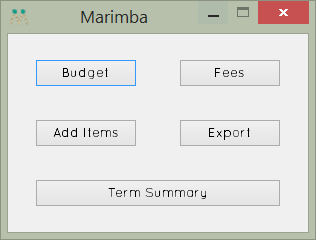 Marimba
Budget Fees
Add Items Export
Term Summary